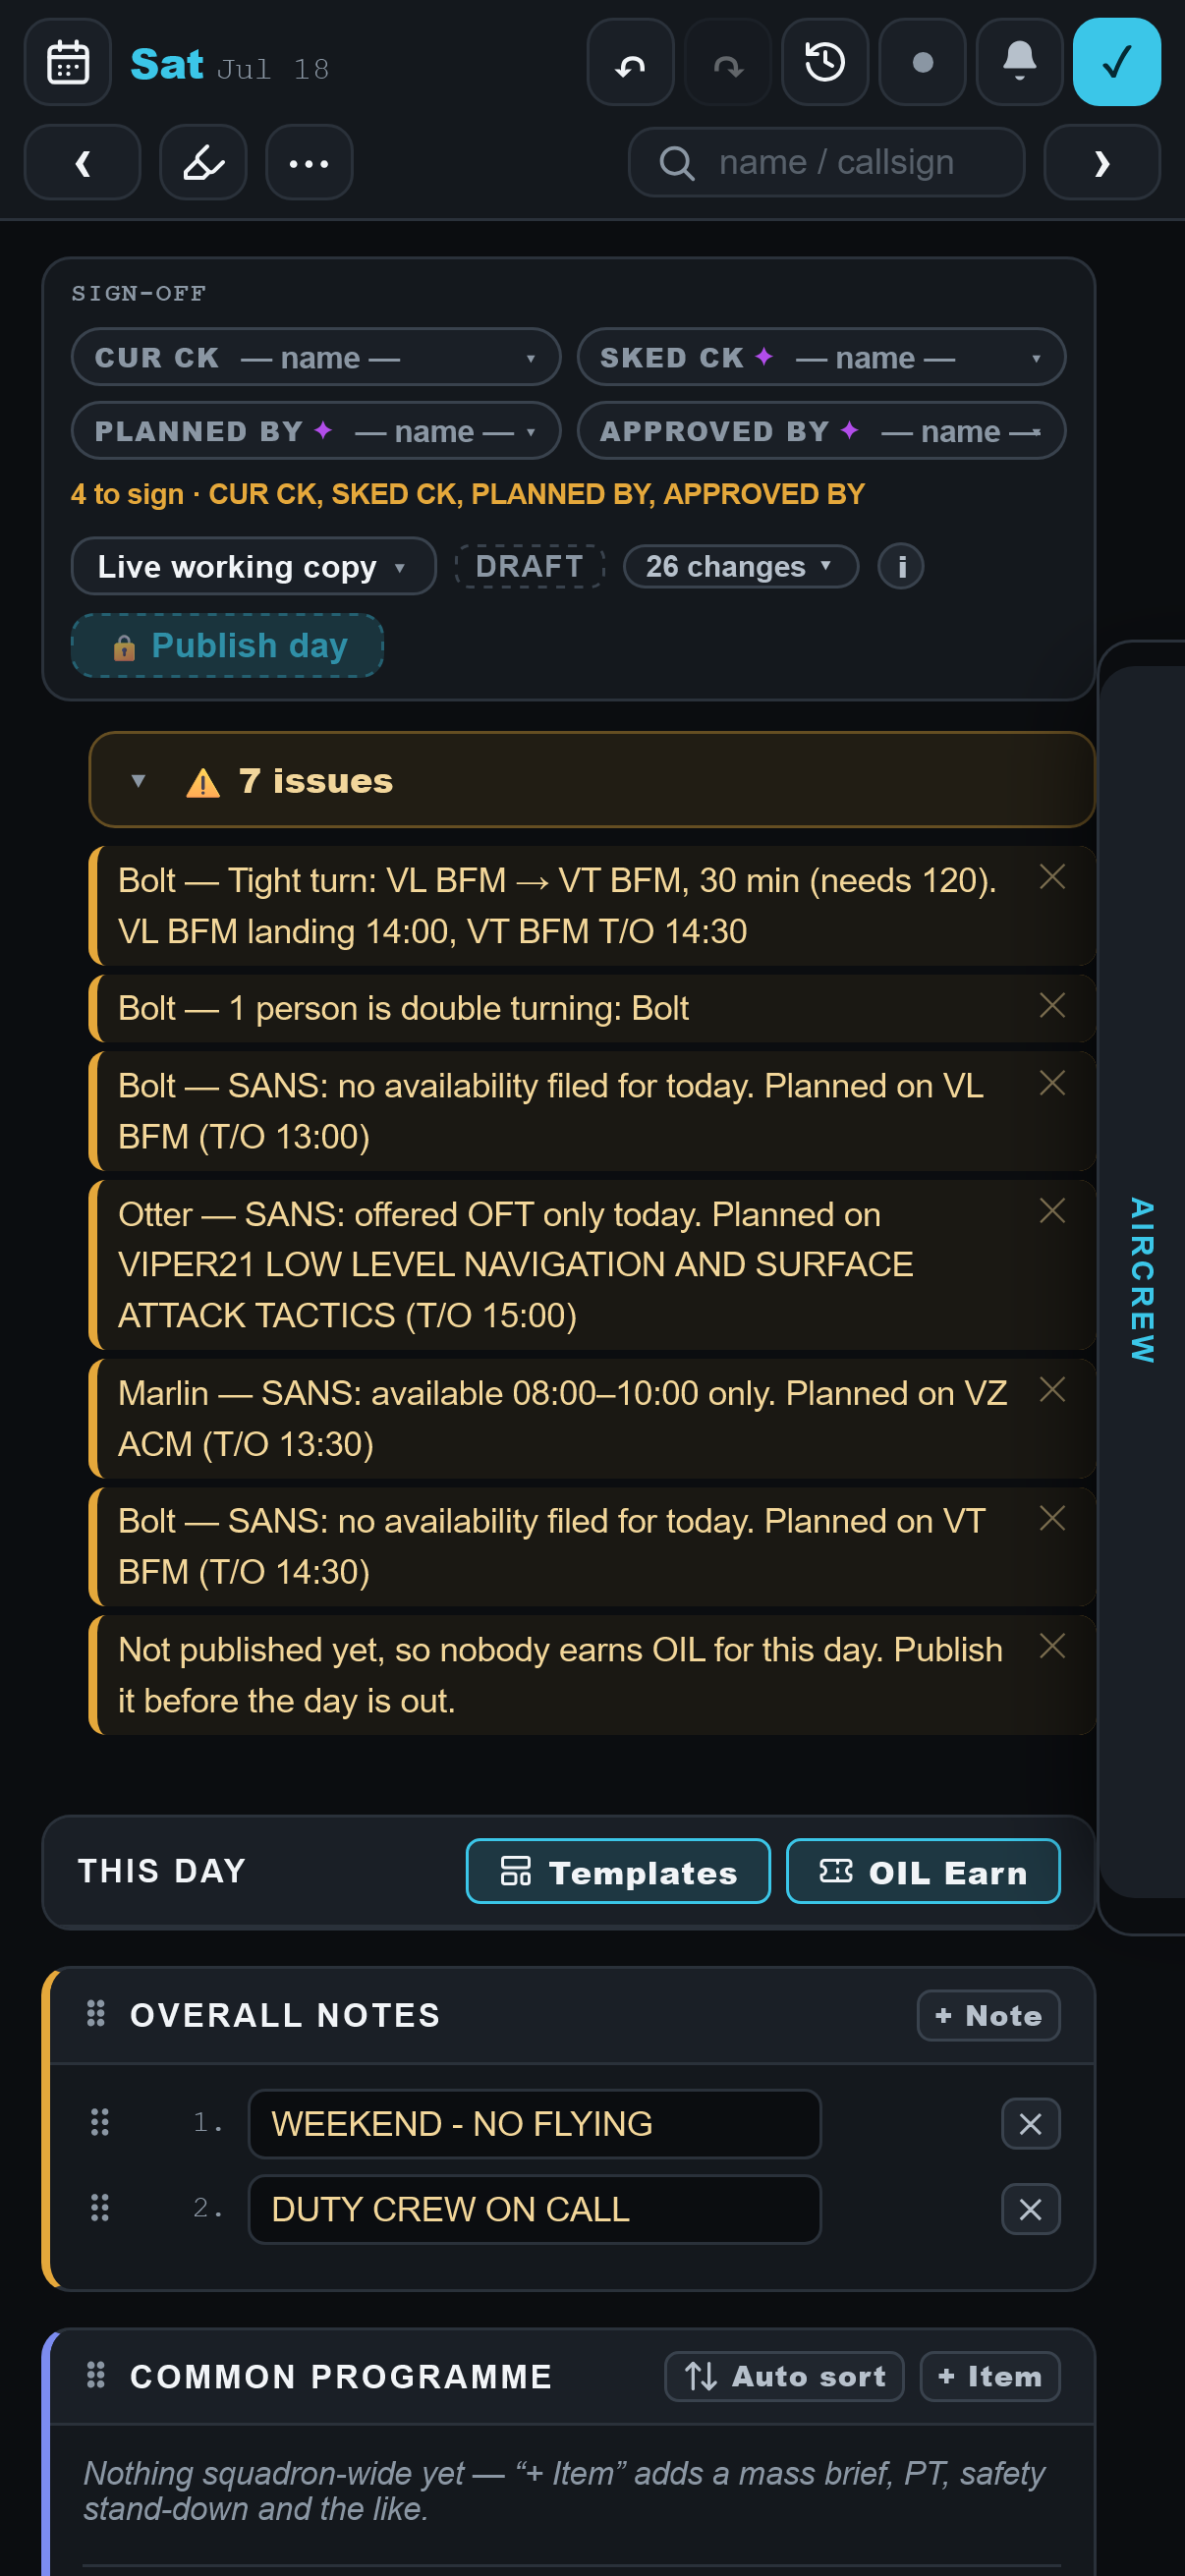 Sat Jul 18
name / callsign
SIGN-OFF
CUR CK — name —
SKED CK ✦ — name —
PLANNED BY ✦ — name —
APPROVED BY ✦ — name —
4 to sign · CUR CK, SKED CK, PLANNED BY, APPROVED BY
Live working copy
DRAFT
26 changes
i
Publish day
7 issues
Bolt — Tight turn: VL BFM → VT BFM, 30 min (needs 120).
VL BFM landing 14:00, VT BFM T/O 14:30
Bolt — 1 person is double turning: Bolt
Bolt — SANS: no availability filed for today. Planned on VL
BFM (T/O 13:00)
Otter — SANS: offered OFT only today. Planned on
VIPER21 LOW LEVEL NAVIGATION AND SURFACE
ATTACK TACTICS (T/O 15:00)
Marlin — SANS: available 08:00–10:00 only. Planned on VZ
ACM (T/O 13:30)
Bolt — SANS: no availability filed for today. Planned on VT
BFM (T/O 14:30)
Not published yet, so nobody earns OIL for this day. Publish
it before the day is out.
AIRCREW
THIS DAY
Templates
OIL Earn
OVERALL NOTES
+ Note
1. WEEKEND - NO FLYING
2. DUTY CREW ON CALL
COMMON PROGRAMME
Auto sort
+ Item
Nothing squadron-wide yet — “+ Item” adds a mass brief, PT, safety
stand-down and the like.